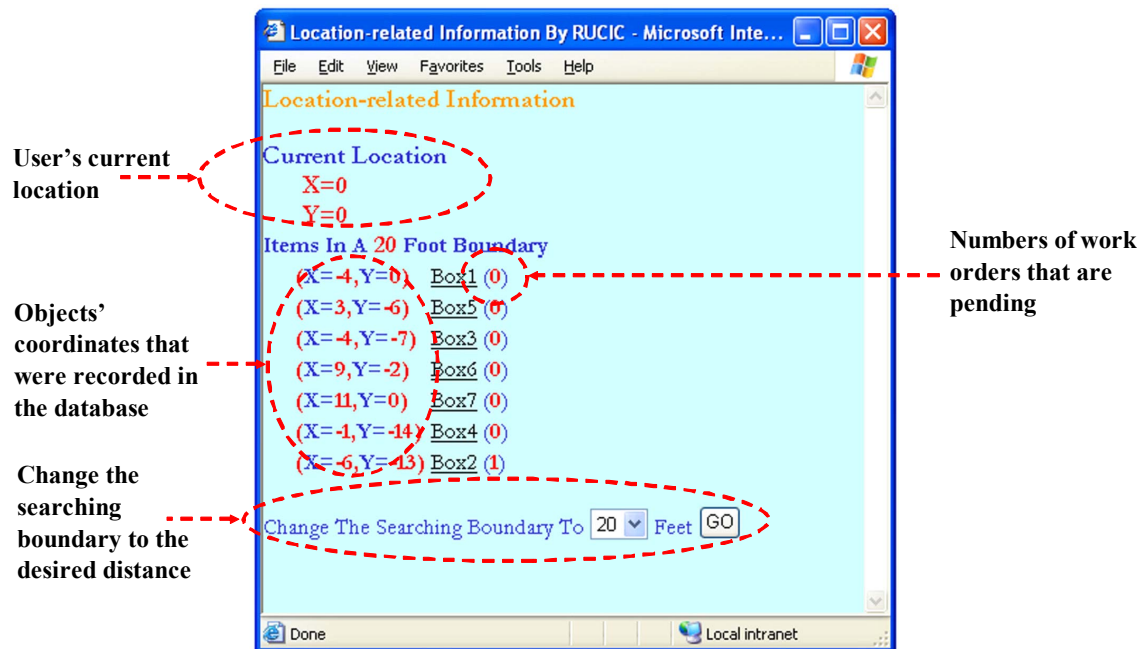 Location-related Information By RUCIC - Microsoft Inte...
File Edit View Favorites Tools Help
Location-related Information
Current Location
X=0
Y=0
Items In A 20 Foot Boundary
(X=-4,Y=0) Box1 (0)
(X=3,Y=-6) Box5 (0)
(X=-4,Y=-7) Box3 (0)
(X=9,Y=-2) Box6 (0)
(X=11,Y=0) Box7 (0)
(X=-1,Y=-14) Box4 (0)
(X=-6,Y=-13) Box2 (1)
Change The Searching Boundary To 20 Feet GO
Done Local intranet
User's current
location
Objects'
coordinates that
were recorded in
the database
Change the
searching
boundary to the
desired distance
Numbers of work
orders that are
pending